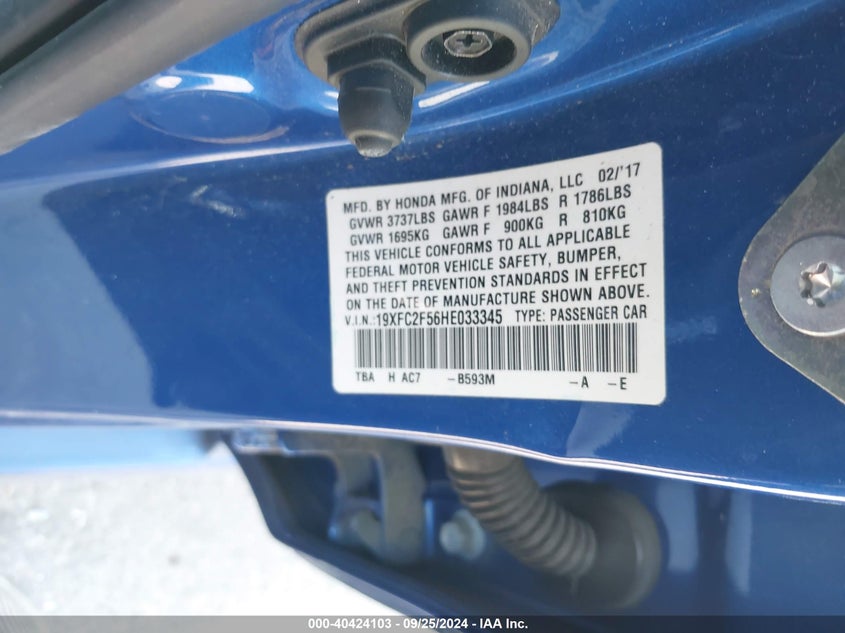 MFD. BY HONDA MFG. OF INDIANA, LLC 02/'17
GVWR 3737LBS GAWR F 1984LBS R 1786LBS
GVWR 1695KG GAWR F 900KG R 810KG
THIS VEHICLE CONFORMS TO ALL APPLICABLE
FEDERAL MOTOR VEHICLE SAFETY, BUMPER,
AND THEFT PREVENTION STANDARDS IN EFFECT
ON THE DATE OF MANUFACTURE SHOWN ABOVE.
V.I.N.:19XFC2F56HE033345 TYPE: PASSENGER CAR
TBA H AC7 -B593M -A -E
000-40424103 - 09/25/2024 - IAA Inc.